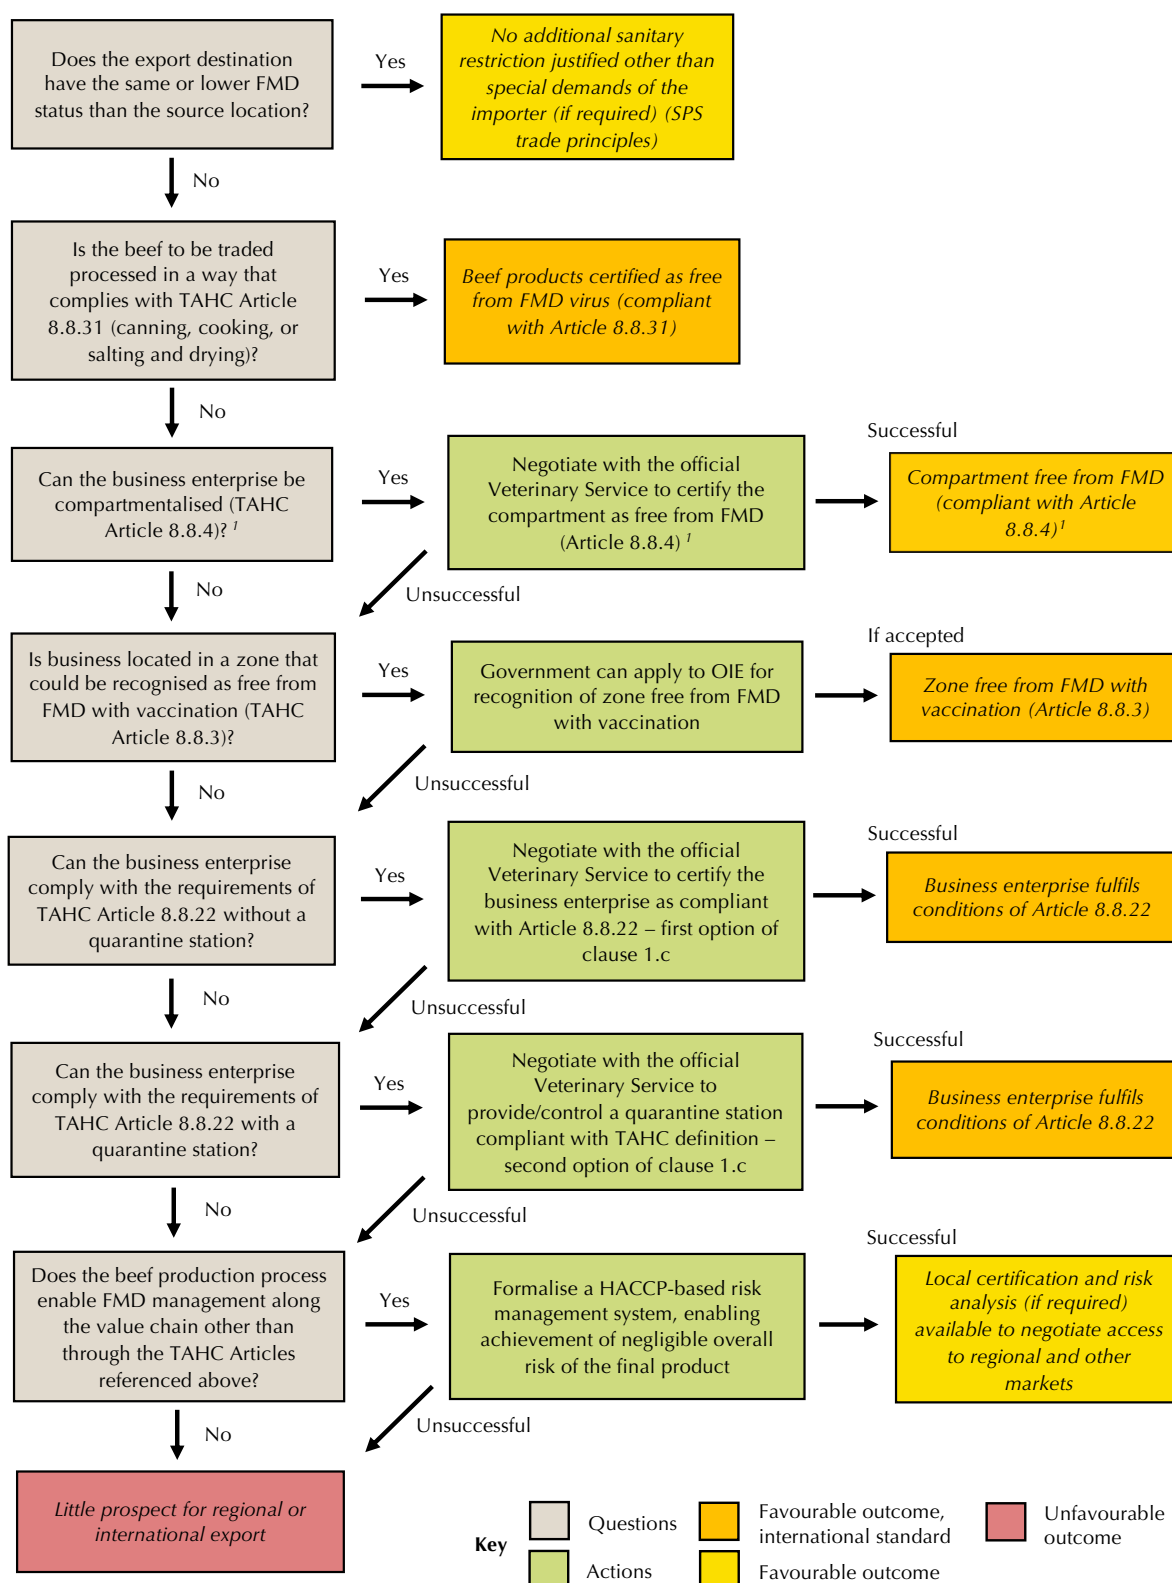 Does the export destination
have the same or lower FMD
status than the source location?
Yes
No additional sanitary
restriction justified other than
special demands of the
importer (if required) (SPS
trade principles)
No
Is the beef to be traded
processed in a way that
complies with TAHC Article
8.8.31 (canning, cooking, or
salting and drying)?
Yes
Beef products certified as free
from FMD virus (compliant
with Article 8.8.31)
No
Can the business enterprise be
compartmentalised (TAHC
Article 8.8.4)? 1
Yes
Negotiate with the official
Veterinary Service to certify the
compartment as free from FMD
(Article 8.8.4) 1
Successful
Compartment free from FMD
(compliant with Article
8.8.4)1
No
Unsuccessful
Is business located in a zone that
could be recognised as free from
FMD with vaccination (TAHC
Article 8.8.3)?
Yes
Government can apply to OIE for
recognition of zone free from FMD
with vaccination
If accepted
Zone free from FMD with
vaccination (Article 8.8.3)
No
Unsuccessful
Can the business enterprise
comply with the requirements of
TAHC Article 8.8.22 without a
quarantine station?
Yes
Negotiate with the official
Veterinary Service to certify the
business enterprise as compliant
with Article 8.8.22 – first option of
clause 1.c
Successful
Business enterprise fulfils
conditions of Article 8.8.22
No
Unsuccessful
Can the business enterprise
comply with the requirements of
TAHC Article 8.8.22 with a
quarantine station?
Yes
Negotiate with the official
Veterinary Service to
provide/control a quarantine station
compliant with TAHC definition –
second option of clause 1.c
Successful
Business enterprise fulfils
conditions of Article 8.8.22
No
Unsuccessful
Does the beef production process
enable FMD management along
the value chain other than
through the TAHC Articles
referenced above?
Yes
Formalise a HACCP-based risk
management system, enabling
achievement of negligible overall
risk of the final product
Successful
Local certification and risk
analysis (if required)
available to negotiate access
to regional and other
markets
No
Unsuccessful
Little prospect for regional or
international export
Key
Questions
Actions
Favourable outcome,
international standard
Favourable outcome
Unfavourable
outcome